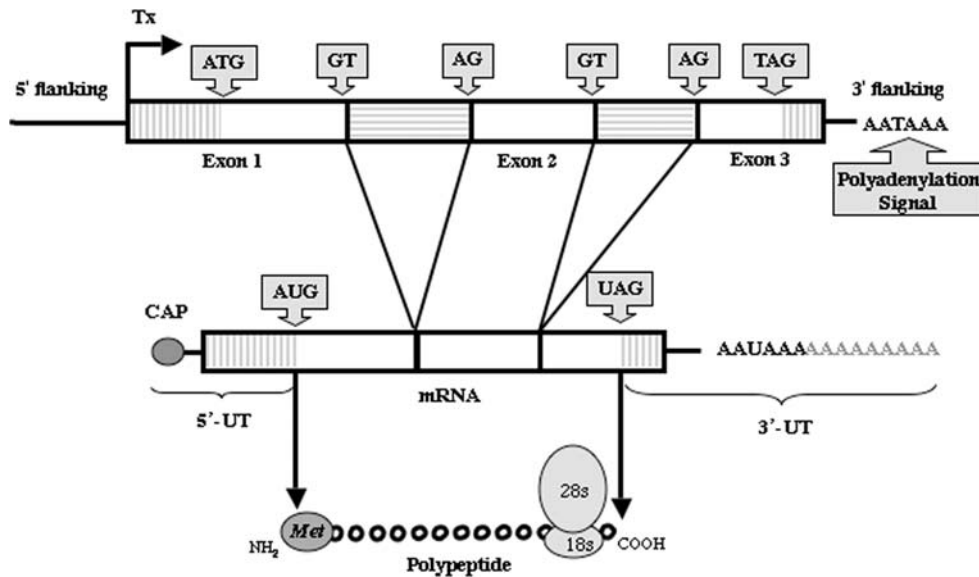 Tx
ATG
GT
AG
GT
AG
TAG
5' flanking
3' flanking
AATAAA
Exon 1
Exon 2
Exon 3
Polyadenylation
Signal
CAP
AUG
UAG
AAUAAAAAAAAAAAA
mRNA
5'-UT
3'-UT
28s
NH2
Met
18s
COOH
Polypeptide